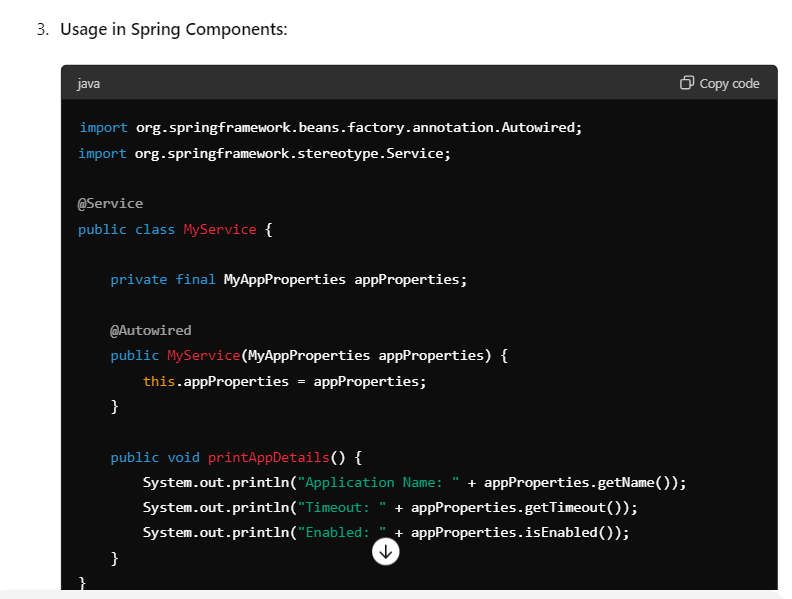 3. Usage in Spring Components:
java
Copy code
import org.springframework.beans.factory.annotation.Autowired;
import org.springframework.stereotype.Service;
@Service
public class MyService {
private final MyAppProperties appProperties;
@Autowired
public MyService(MyAppProperties appProperties) {
this.appProperties = appProperties;
}
public void printAppDetails() {
System.out.println("Application Name: " + appProperties.getName());
System.out.println("Timeout: " + appProperties.getTimeout());
System.out.println("Enabled: " + appProperties.isEnabled());
}
}